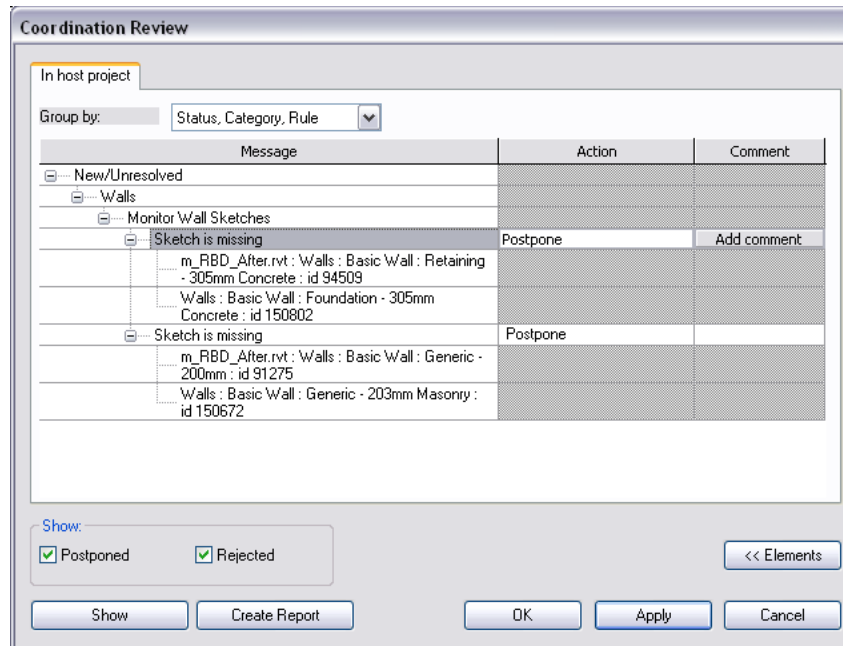 Coordination Review
In host project
Group by: Status, Category, Rule
Message Action Comment
New/Unresolved
Walls
Monitor Wall Sketches
Sketch is missing Postpone Add comment
m_RBD_After.rvt : Walls : Basic Wall : Retaining
- 305mm Concrete : id 94509
Walls : Basic Wall : Foundation - 305mm
Concrete : id 150802
Sketch is missing Postpone
m_RBD_After.rvt : Walls : Basic Wall : Generic -
200mm : id 91275
Walls : Basic Wall : Generic - 203mm Masonry :
id 150672
Show:
Postponed Rejected << Elements
Show Create Report OK Apply Cancel